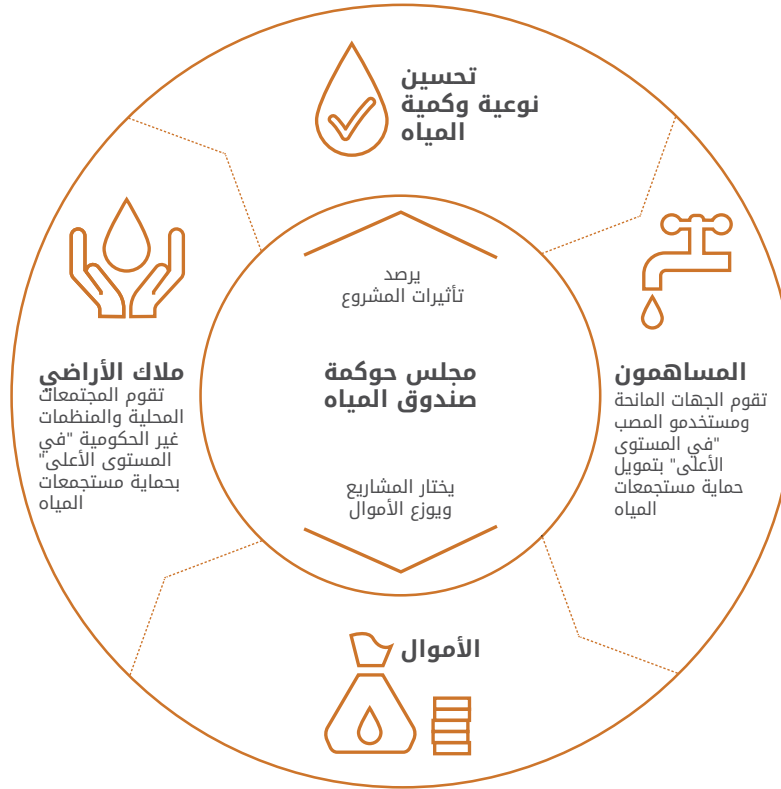 تحسين
نوعية وكمية
المياه
المساهمون
تقوم الجهات المانحة
ومستخدمو المصب
"في المستوى
الأعلى" بتمويل
حماية مستجمعات
المياه
يرصد
تأثيرات المشروع
مجلس حوكمة
صندوق المياه
يختار المشاريع
ويوزع الأموال
ملاك الأراضي
تقوم المجتمعات
المحلية والمنظمات
غير الحكومية "في
المستوى الأعلى"
بحماية مستجمعات
المياه
الأموال